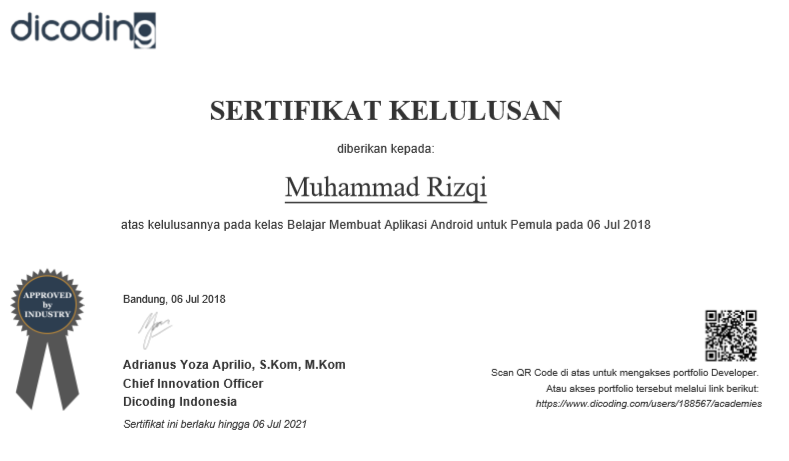 dicoding
SERTIFIKAT KELULUSAN
diberikan kepada:
Muhammad Rizqi
atas kelulusannya pada kelas Belajar Membuat Aplikasi Android untuk Pemula pada 06 Jul 2018
APPROVED
by
INDUSTRY
Bandung, 06 Jul 2018
Adrianus Yoza Aprilio, S.Kom, M.Kom
Chief Innovation Officer
Dicoding Indonesia
Sertifikat ini berlaku hingga 06 Jul 2021
Scan QR Code di atas untuk mengakses portfolio Developer.
Atau akses portfolio tersebut melalui link berikut:
https://www.dicoding.com/users/188567/academies